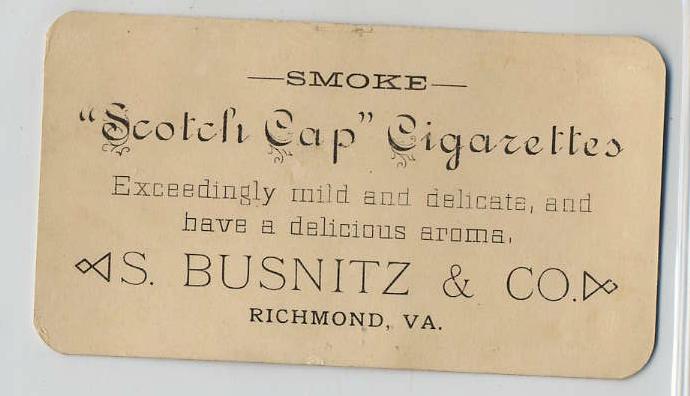 —SMOKE—
"Scotch Cap" Cigarettes
Exceedingly mild and delicate, and
have a delicious aroma.
S. BUSNITZ & CO.
RICHMOND, VA.